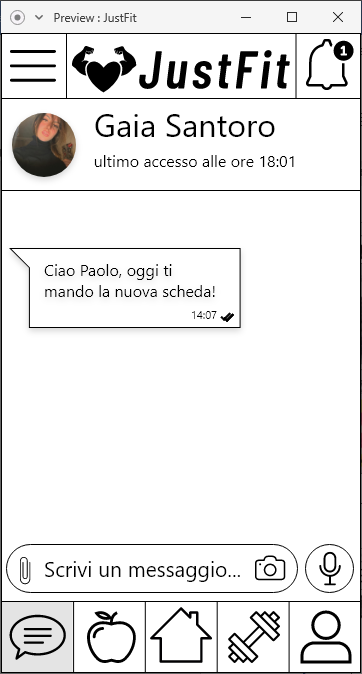 Preview : JustFit
JustFit
1
Gaia Santoro
ultimo accesso alle ore 18:01
Ciao Paolo, oggi ti
mando la nuova scheda!
14:07
Scrivi un messaggio...